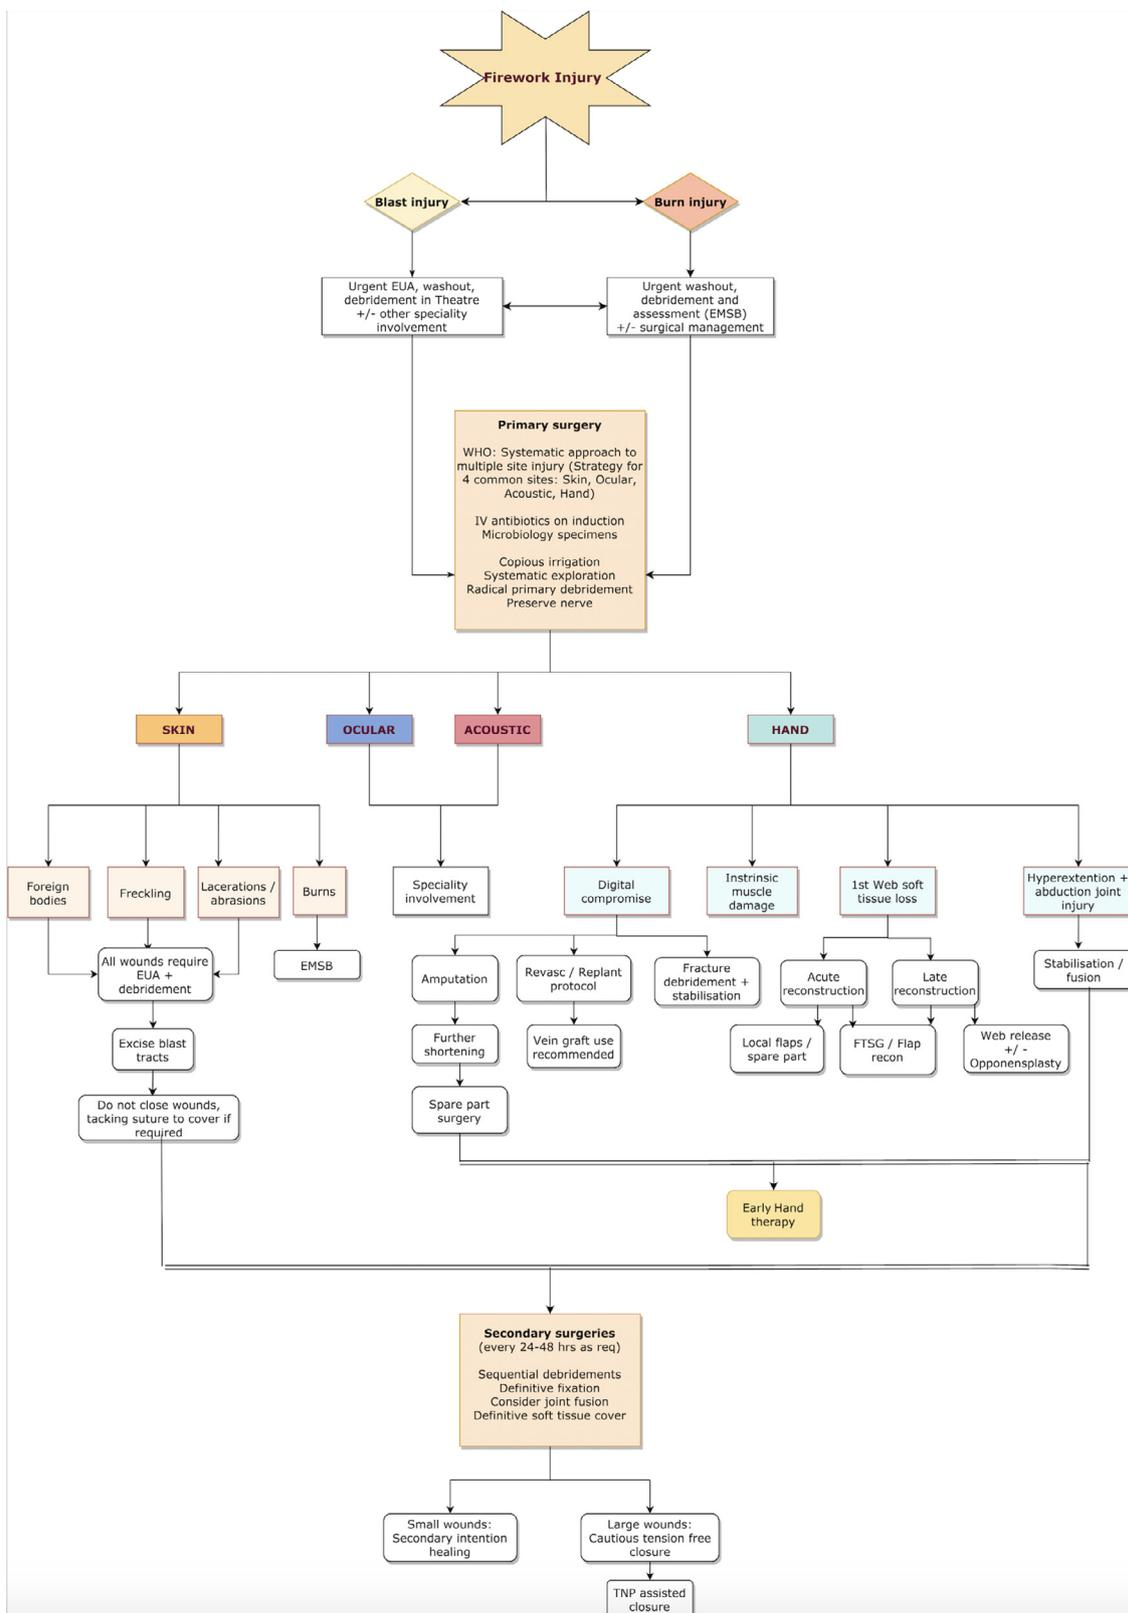 Firework Injury
Blast injury
Burn injury
Urgent EUA, washout,
debridement in Theatre
+/- other speciality
involvement
Urgent washout,
debridement and
assessment (EMSB)
+/- surgical management
Primary surgery
WHO: Systematic approach to
multiple site injury (Strategy for
4 common sites: Skin, Ocular,
Acoustic, Hand)
IV antibiotics on induction
Microbiology specimens
Copious irrigation
Systematic exploration
Radical primary debridement
Preserve nerve
SKIN
OCULAR
ACOUSTIC
HAND
Foreign
bodies
Freckling
Lacerations /
abrasions
Burns
Speciality
involvement
Digital
compromise
Instrinsic
muscle
damage
1st Web soft
tissue loss
Hyperextention +
abduction joint
injury
All wounds require
EUA +
debridement
EMSB
Amputation
Revasc / Replant
protocol
Fracture
debridement +
stabilisation
Acute
reconstruction
Late
reconstruction
Stabilisation /
fusion
Excise blast
tracts
Further
shortening
Vein graft use
recommended
Local flaps /
spare part
FTSG / Flap
recon
Web release
+/ -
Opponensplasty
Do not close wounds,
tacking suture to cover if
required
Spare part
surgery
Early Hand
therapy
Secondary surgeries
(every 24-48 hrs as req)
Sequential debridements
Definitive fixation
Consider joint fusion
Definitive soft tissue cover
Small wounds:
Secondary intention
healing
Large wounds:
Cautious tension free
closure
TNP assisted
closure